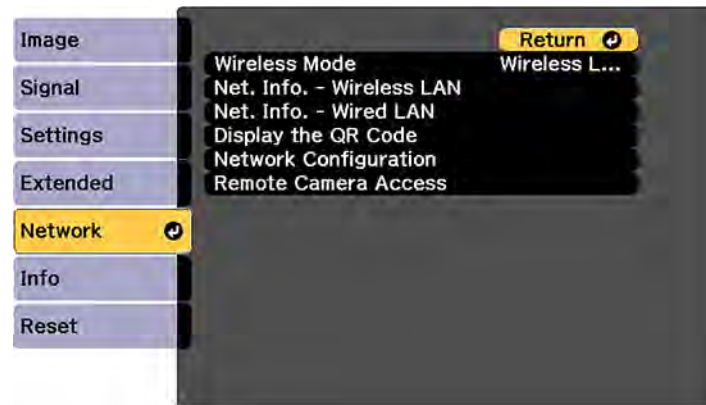 Image
Signal
Settings
Extended
Network
Info
Reset
Return
Wireless Mode Wireless L...
Net. Info. - Wireless LAN
Net. Info. - Wired LAN
Display the QR Code
Network Configuration
Remote Camera Access